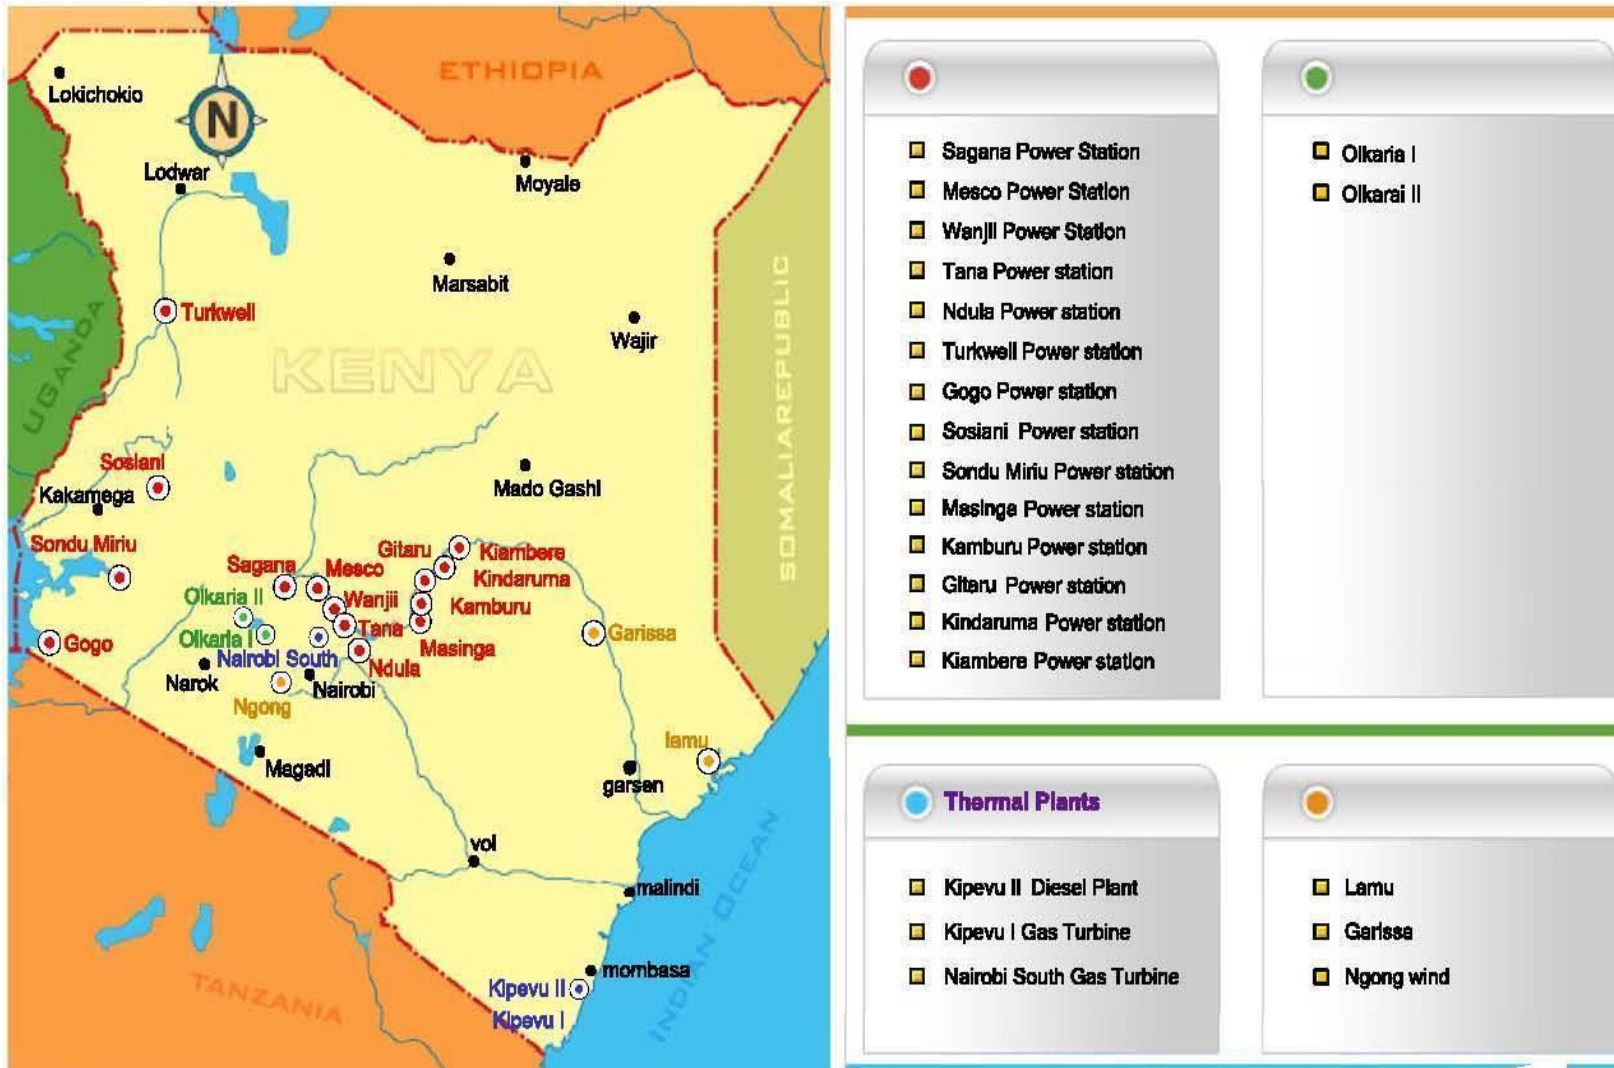 ETHIOPIA
Lokichokio
N
Lodwar
Moyale
Marsabit
Turkwell
Wajir
KENYA
UGANDA
SOMALIAREPUBLIC
Sosiani
Kakamega
Mado Gashi
Sondu Miriu
Gitaru
Kiambere
Sagana
Mesco
Kindaruma
Olkaria II
Wanjii
Kamburu
Olkaria I
Tana
Garissa
Gogo
Nairobi South
Masinga
Ndula
Narok
Nairobi
Ngong
lamu
Magadi
garsen
voi
malindi
INDIAN OCEAN
mombasa
TANZANIA
Kipevu II
Kipevu I
Sagana Power Station
Mesco Power Station
Wanjii Power Station
Tana Power station
Ndula Power station
Turkwell Power station
Gogo Power station
Sosiani Power station
Sondu Miriu Power station
Masinga Power station
Kamburu Power station
Gitaru Power station
Kindaruma Power station
Kiambere Power station
Olkaria I
Olkarai II
Thermal Plants
Kipevu II Diesel Plant
Kipevu I Gas Turbine
Nairobi South Gas Turbine
Lamu
Garissa
Ngong wind